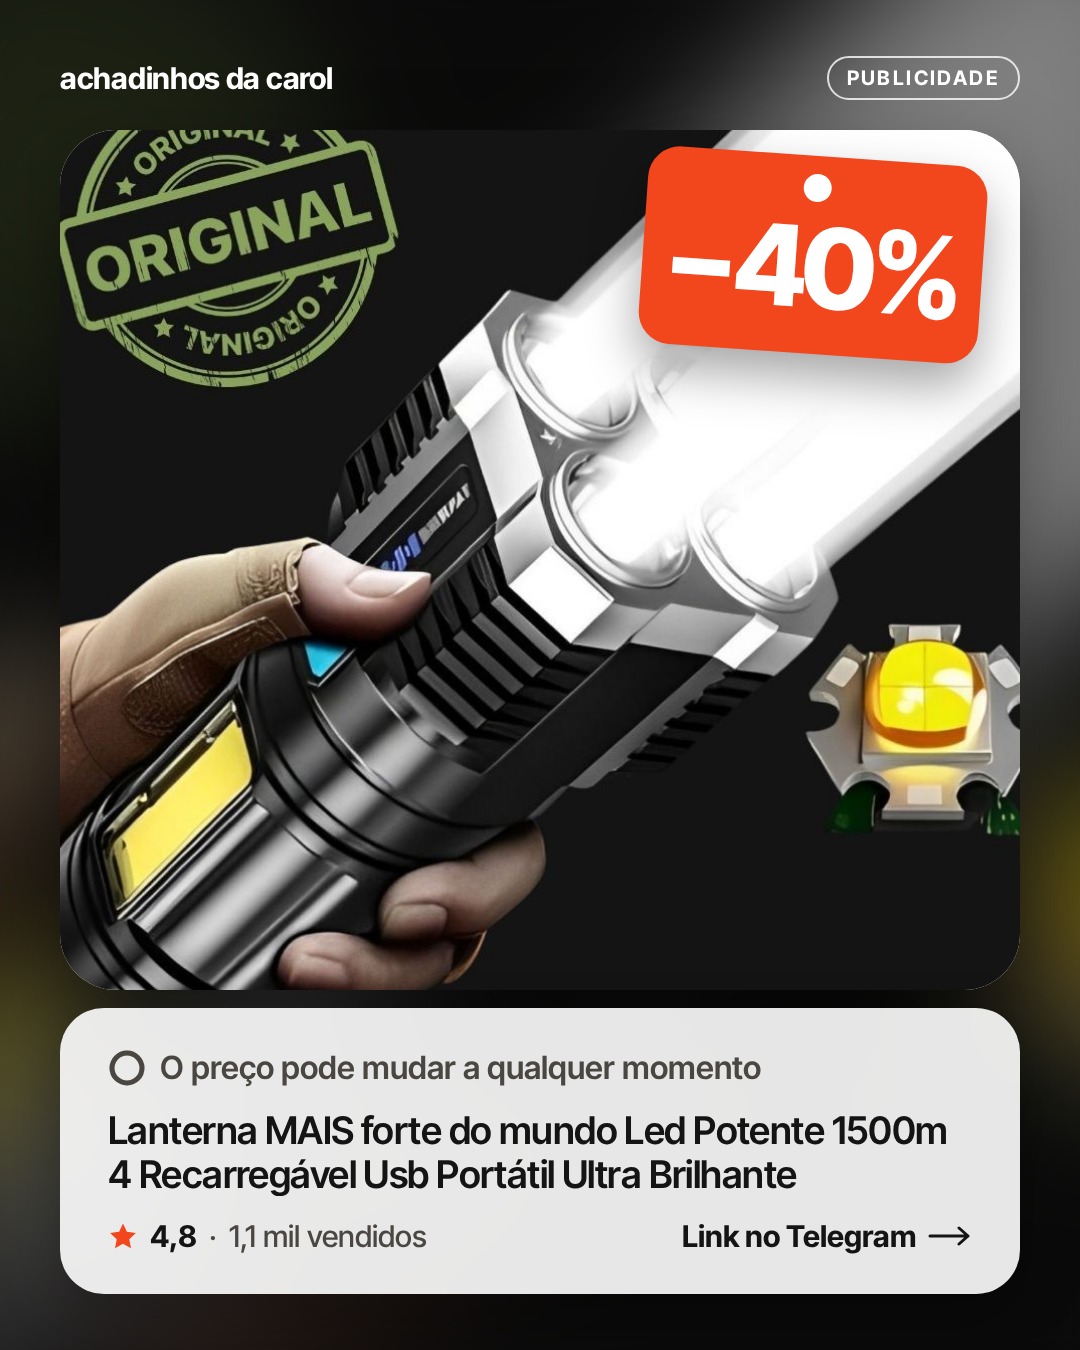 achadinhos da carol
PUBLICIDADE
ORIGINAL
ORIGINAL
ORIGINAL
−40%
O preço pode mudar a qualquer momento
Lanterna MAIS forte do mundo Led Potente 1500m
4 Recarregável Usb Portátil Ultra Brilhante
4,8 · 1,1 mil vendidos
Link no Telegram →